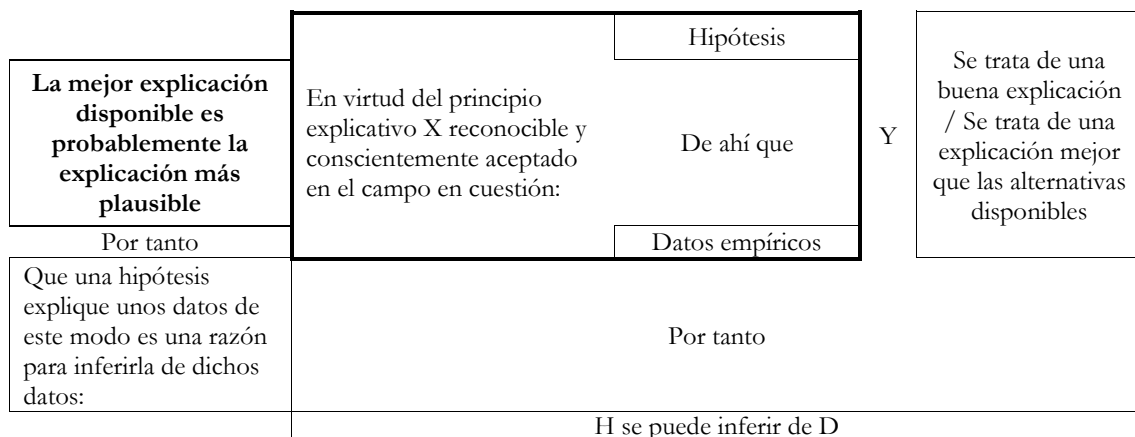 La mejor explicación
disponible es
probablemente la
explicación más
plausible
Por tanto
Que una hipótesis
explique unos datos de
este modo es una razón
para inferirla de dichos
datos:
En virtud del principio
explicativo X reconocible y
conscientemente aceptado
en el campo en cuestión:
Hipótesis
De ahí que
Datos empíricos
Y
Se trata de una
buena explicación
/ Se trata de una
explicación mejor
que las alternativas
disponibles
Por tanto
H se puede inferir de D